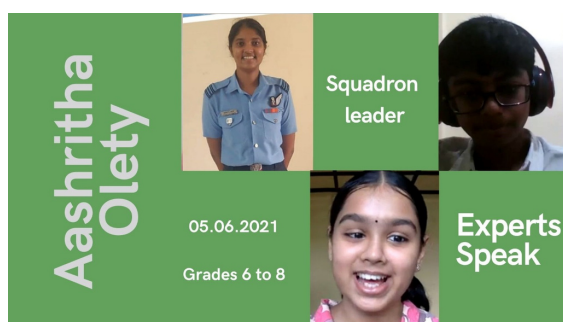 Aashritha
Olety
Squadron
leader
05.06.2021
Grades 6 to 8
Experts
Speak